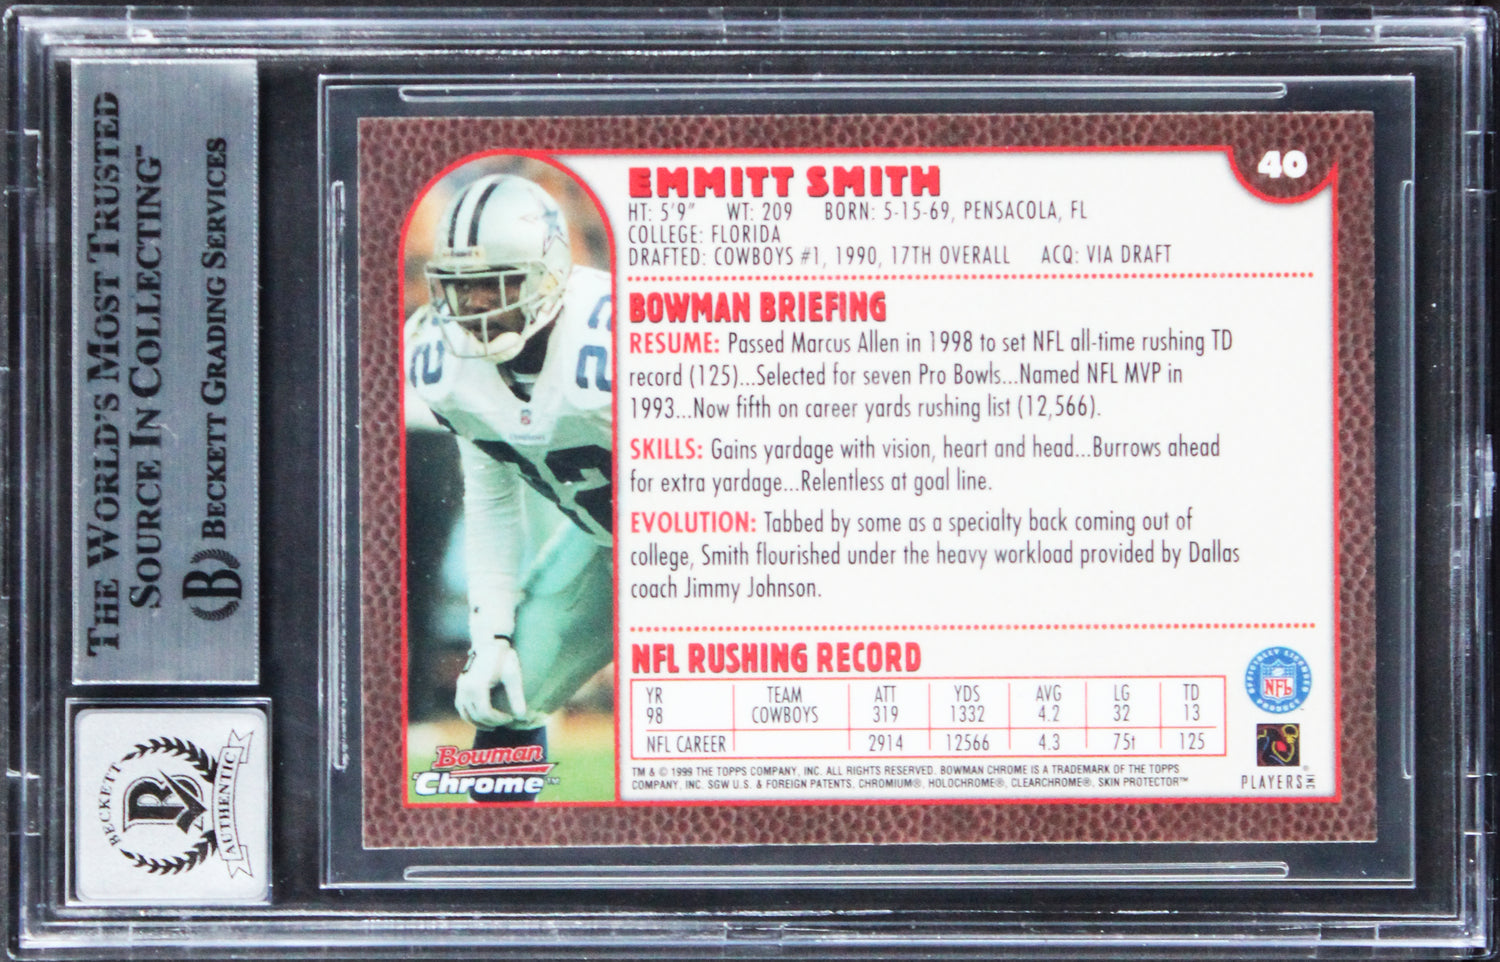 THE WORLD'S MOST TRUSTED
SOURCE IN COLLECTING™
BECKETT GRADING SERVICES
BECKETT
AUTHENTIC
40
EMMITT SMITH
HT: 5'9" WT: 209 BORN: 5-15-69, PENSACOLA, FL
COLLEGE: FLORIDA
DRAFTED: COWBOYS #1, 1990, 17TH OVERALL ACQ: VIA DRAFT
BOWMAN BRIEFING
RESUME: Passed Marcus Allen in 1998 to set NFL all-time rushing TD
record (125)...Selected for seven Pro Bowls...Named NFL MVP in
1993...Now fifth on career yards rushing list (12,566).
SKILLS: Gains yardage with vision, heart and head...Burrows ahead
for extra yardage...Relentless at goal line.
EVOLUTION: Tabbed by some as a specialty back coming out of
college, Smith flourished under the heavy workload provided by Dallas
coach Jimmy Johnson.
NFL RUSHING RECORD
YR TEAM ATT YDS AVG LG TD
98 COWBOYS 319 1332 4.2 32 13
NFL CAREER 2914 12566 4.3 75t 125
TM & © 1999 THE TOPPS COMPANY, INC. ALL RIGHTS RESERVED. BOWMAN CHROME IS A TRADEMARK OF THE TOPPS
COMPANY, INC. SGW U.S. & FOREIGN PATENTS. CHROMIUM®, HOLOCHROME®, CLEARCHROME®, SKIN PROTECTOR™
OFFICIALLY LICENSED
NFL
PRODUCT
PLAYERS INC
Bowman
Chrome™
22
22